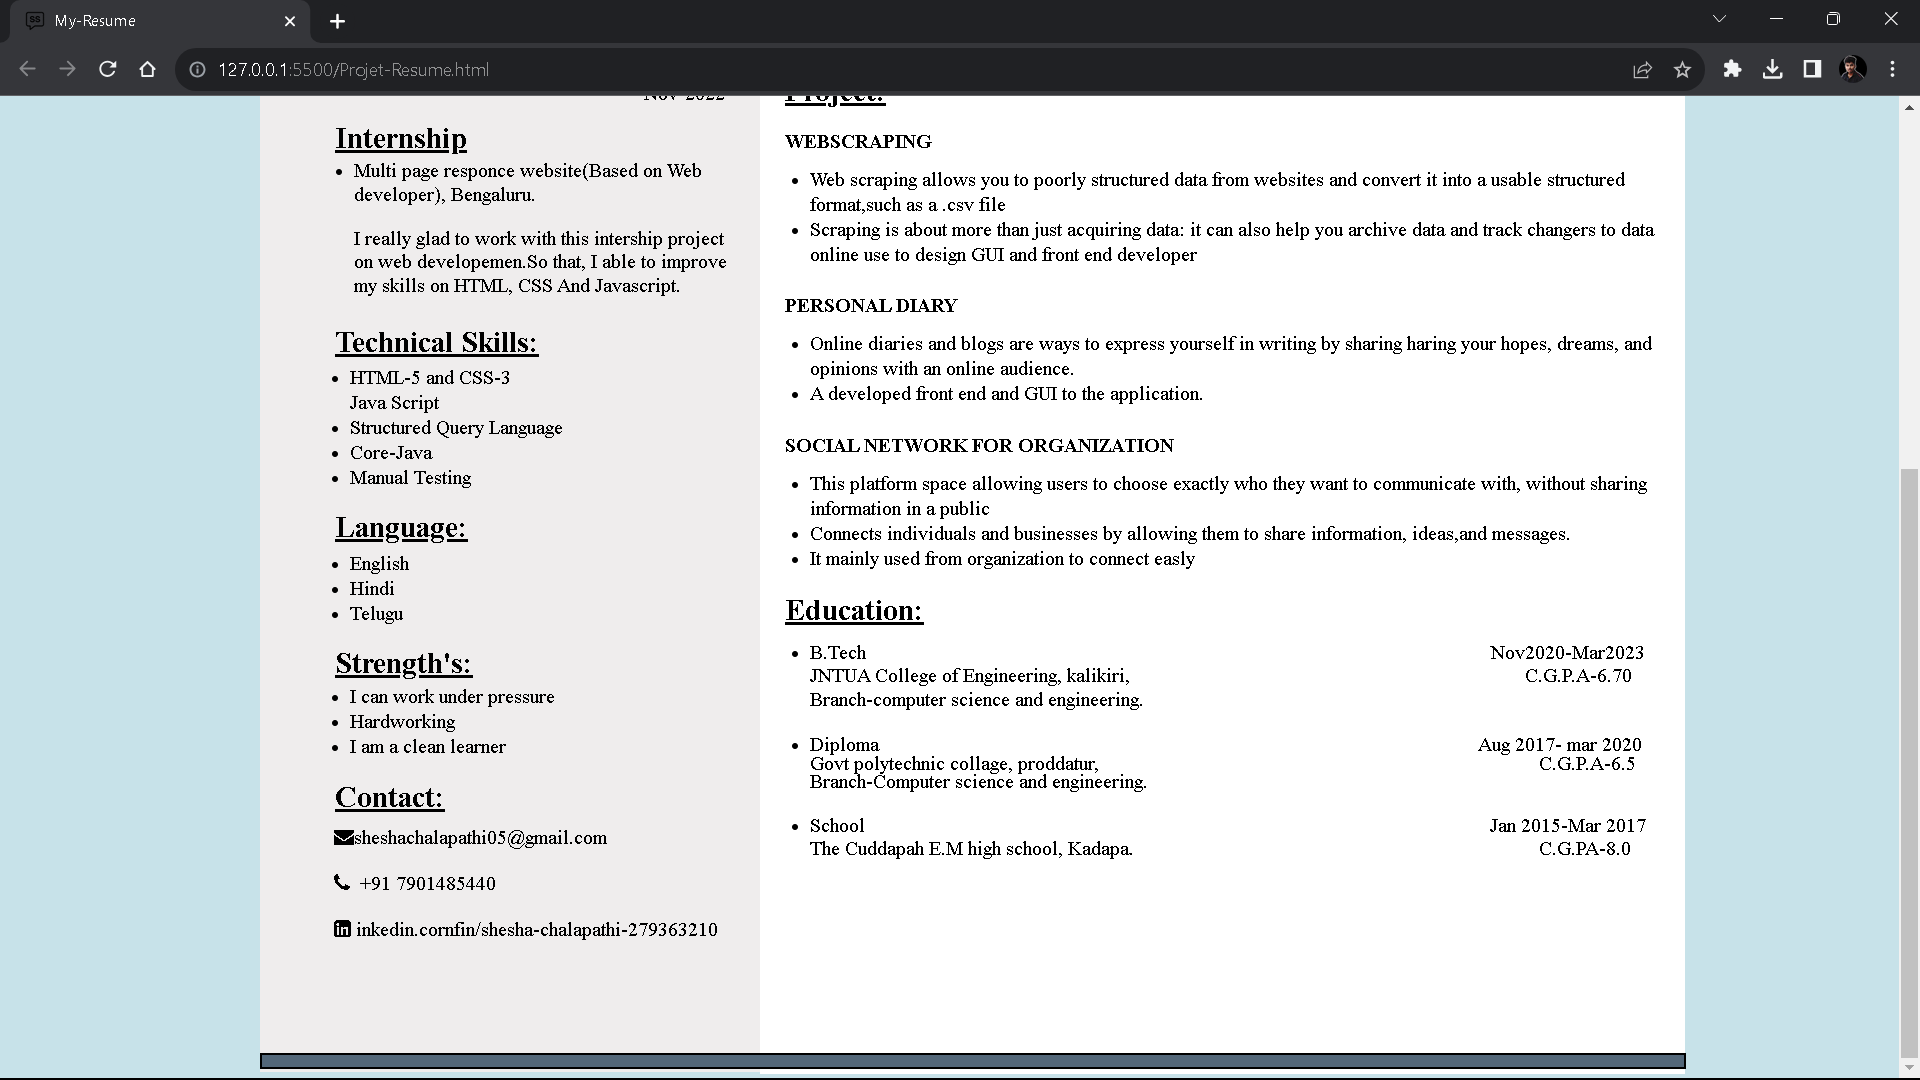 My-Resume
127.0.0.1:5500/Projet-Resume.html
Nov-2022
Internship
Multi page responce website(Based on Web
developer), Bengaluru.
I really glad to work with this intership project
on web developemen.So that, I able to improve
my skills on HTML, CSS And Javascript.
Technical Skills:
HTML-5 and CSS-3
Java Script
Structured Query Language
Core-Java
Manual Testing
Language:
English
Hindi
Telugu
Strength's:
I can work under pressure
Hardworking
I am a clean learner
Contact:
sheshachalapathi05@gmail.com
+91 7901485440
in inkedin.cornfin/shesha-chalapathi-279363210
Project:
WEBSCRAPING
Web scraping allows you to poorly structured data from websites and convert it into a usable structured
format,such as a .csv file
Scraping is about more than just acquiring data: it can also help you archive data and track changers to data
online use to design GUI and front end developer
PERSONAL DIARY
Online diaries and blogs are ways to express yourself in writing by sharing haring your hopes, dreams, and
opinions with an online audience.
A developed front end and GUI to the application.
SOCIAL NETWORK FOR ORGANIZATION
This platform space allowing users to choose exactly who they want to communicate with, without sharing
information in a public
Connects individuals and businesses by allowing them to share information, ideas,and messages.
It mainly used from organization to connect easly
Education:
B.Tech Nov2020-Mar2023
JNTUA College of Engineering, kalikiri, C.G.P.A-6.70
Branch-computer science and engineering.
Diploma Aug 2017- mar 2020
Govt polytechnic collage, proddatur, C.G.P.A-6.5
Branch-Computer science and engineering.
School Jan 2015-Mar 2017
The Cuddapah E.M high school, Kadapa. C.G.PA-8.0